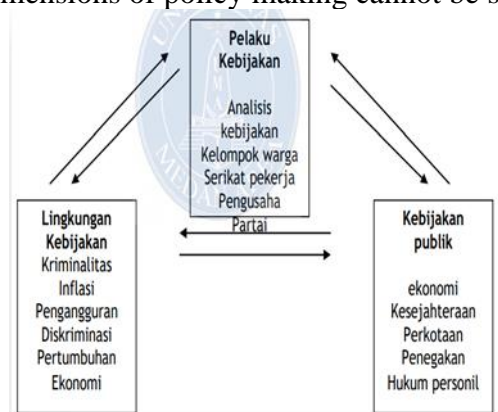 mensions of policy making cannot be s
Pelaku
Kebijakan
Analisis
kebijakan
Kelompok warga
Serikat pekerja
Pengusaha
Partai
Lingkungan
Kebijakan
Kriminalitas
Inflasi
Pengangguran
Diskriminasi
Pertumbuhan
Ekonomi
Kebijakan
publik
ekonomi
Kesejahteraan
Perkotaan
Penegakan
Hukum personil